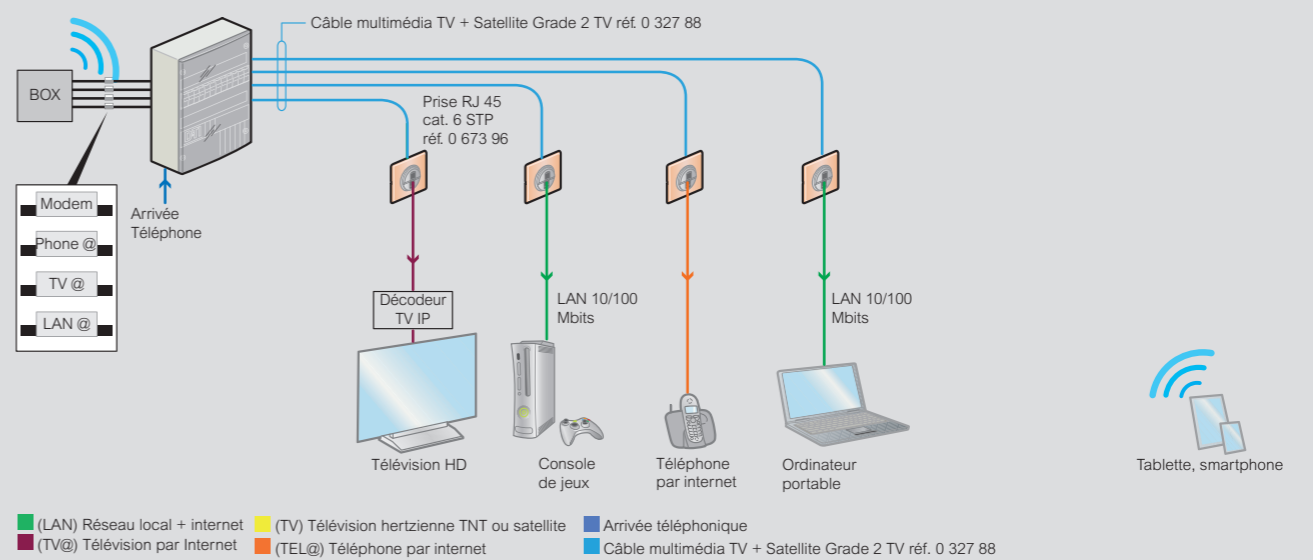 Câble multimédia TV + Satellite Grade 2 TV réf. 0 327 88
BOX
Prise RJ 45
cat. 6 STP
réf. 0 673 96
Modem
Phone @
TV @
LAN @
Arrivée
Téléphone
Décodeur
TV IP
LAN 10/100
Mbits
LAN 10/100
Mbits
Télévision HD
Console
de jeux
Téléphone
par internet
Ordinateur
portable
Tablette, smartphone
(LAN) Réseau local + internet
(TV) Télévision hertzienne TNT ou satellite
Arrivée téléphonique
(TV@) Télévision par Internet
(TEL@) Téléphone par internet
Câble multimédia TV + Satellite Grade 2 TV réf. 0 327 88